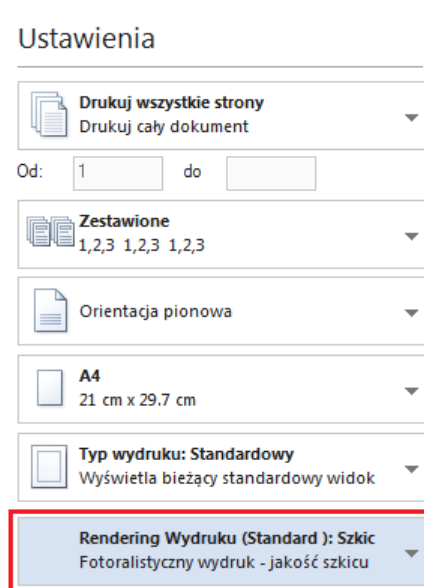 Ustawienia
Drukuj wszystkie strony
Drukuj cały dokument
Od: 1 do
Zestawione
1,2,3 1,2,3 1,2,3
Orientacja pionowa
A4
21 cm x 29.7 cm
Typ wydruku: Standardowy
Wyświetla bieżący standardowy widok
Rendering Wydruku (Standard ): Szkic
Fotoralistyczny wydruk - jakość szkicu